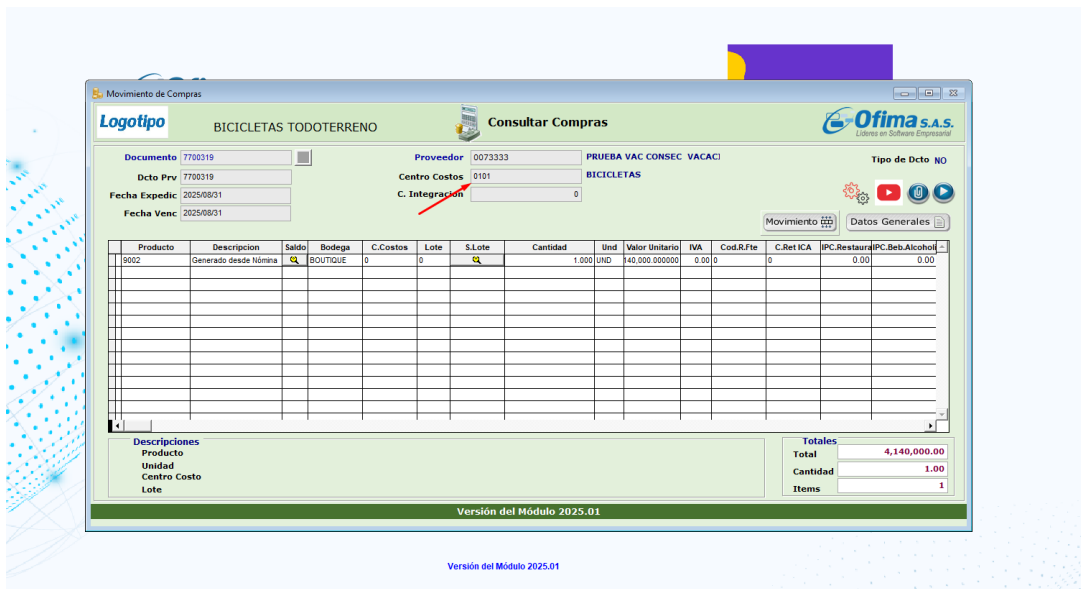 Movimiento de Compras
Logotipo
BICICLETAS TODOTERRENO
Consultar Compras
Ofima S.A.S.
Líderes en Software Empresarial
Documento 7700319
Proveedor 0073333 PRUEBA VAC CONSEC VACACI
Tipo de Dcto NO
Dcto Prv 7700319
Centro Costos 0101 BICICLETAS
Fecha Expedic 2025/08/31
C. Integración 0
Fecha Venc 2025/08/31
Movimiento
Datos Generales
Producto Descripcion Saldo Bodega C.Costos Lote S.Lote Cantidad Und Valor Unitario IVA Cod.R.Fte C.Ret ICA IPC.Restaura IPC.Beb.Alcoholi
9002 Generado desde Nómina BOUTIQUE 0 0 1.000 UND 140,000.000000 0.00 0 0 0.00 0.00
Descripciones
Producto
Unidad
Centro Costo
Lote
Totales
Total 4,140,000.00
Cantidad 1.00
Items 1
Versión del Módulo 2025.01
Versión del Módulo 2025.01